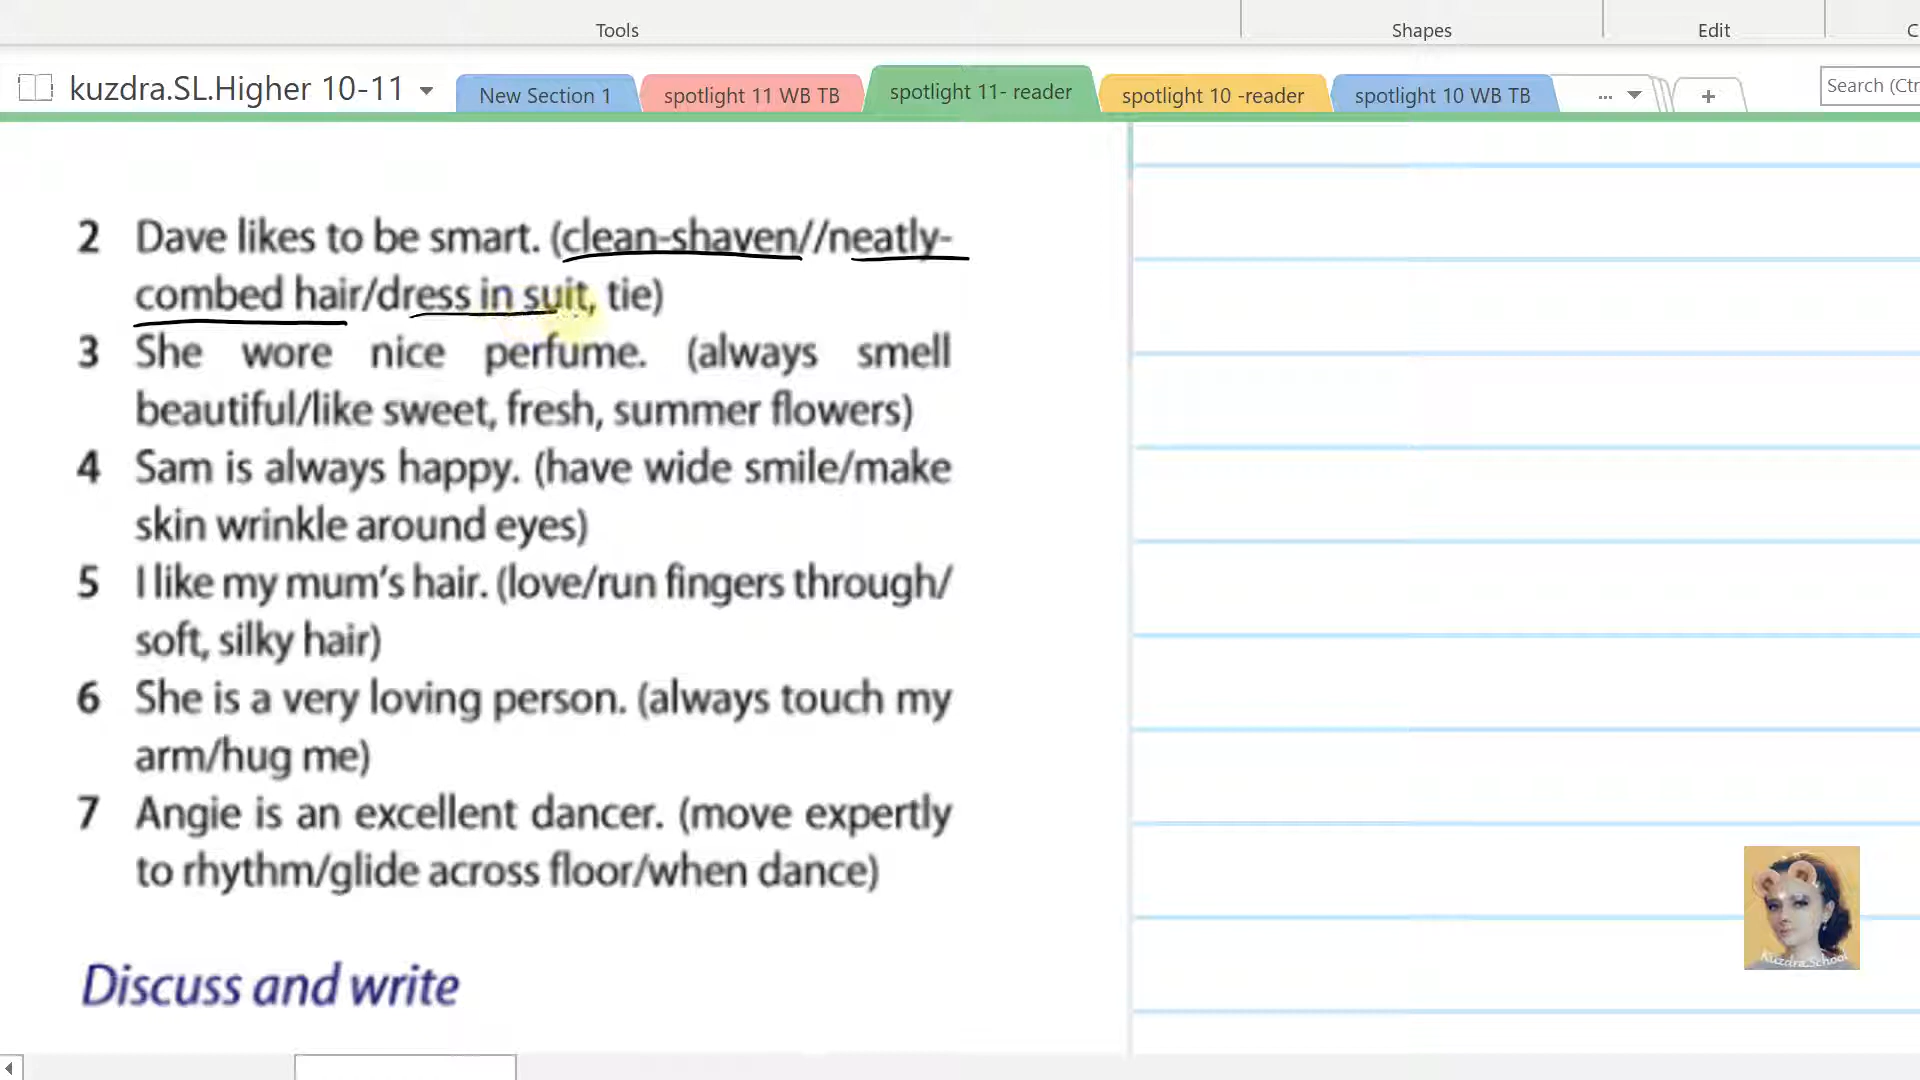 Tools Shapes Edit C
kuzdra.SL.Higher 10-11 New Section 1 spotlight 11 WB TB spotlight 11- reader spotlight 10 -reader spotlight 10 WB TB ... + Search (Ctr
2 Dave likes to be smart. (clean-shaven//neatly-
combed hair/dress in suit, tie)
3 She wore nice perfume. (always smell
beautiful/like sweet, fresh, summer flowers)
4 Sam is always happy. (have wide smile/make
skin wrinkle around eyes)
5 I like my mum's hair. (love/run fingers through/
soft, silky hair)
6 She is a very loving person. (always touch my
arm/hug me)
7 Angie is an excellent dancer. (move expertly
to rhythm/glide across floor/when dance)
Kuzdra.School
Discuss and write